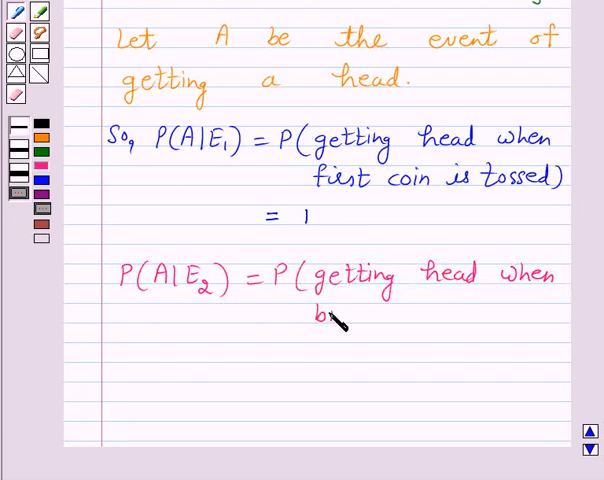 Let A be the event of
getting a head.
So, P(A|E₁) = P(getting head when
first coin is tossed)
= 1
P(A|E₂) = P(getting head when
b